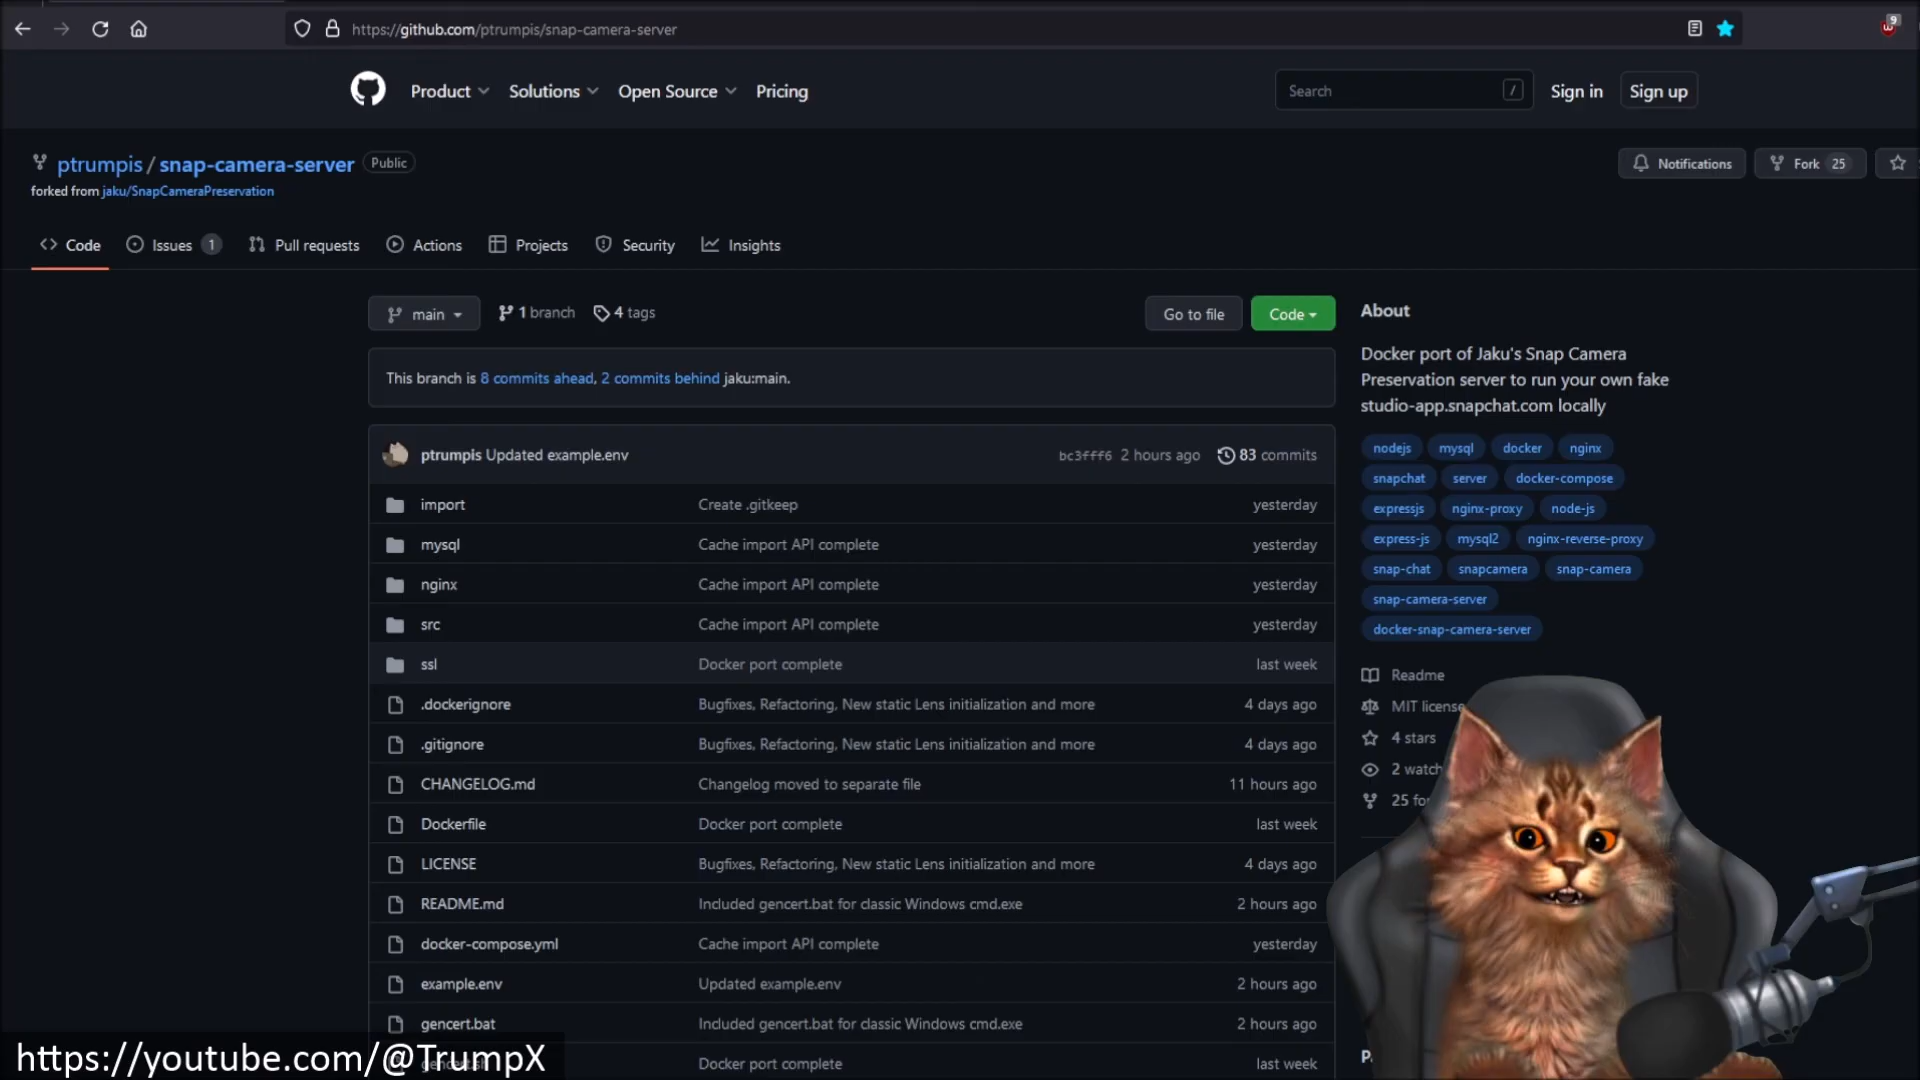 https://github.com/ptrumpis/snap-camera-server
9
Product Solutions Open Source Pricing
Search /
Sign in Sign up
ptrumpis / snap-camera-server Public
Notifications Fork 25
forked from jaku/SnapCameraPreservation
Code Issues 1 Pull requests Actions Projects Security Insights
main 1 branch 4 tags
Go to file Code
This branch is 8 commits ahead, 2 commits behind jaku:main.
ptrumpis Updated example.env bc3fff6 2 hours ago 83 commits
import Create .gitkeep yesterday
mysql Cache import API complete yesterday
nginx Cache import API complete yesterday
src Cache import API complete yesterday
ssl Docker port complete last week
.dockerignore Bugfixes, Refactoring, New static Lens initialization and more 4 days ago
.gitignore Bugfixes, Refactoring, New static Lens initialization and more 4 days ago
CHANGELOG.md Changelog moved to separate file 11 hours ago
Dockerfile Docker port complete last week
LICENSE Bugfixes, Refactoring, New static Lens initialization and more 4 days ago
README.md Included gencert.bat for classic Windows cmd.exe 2 hours ago
docker-compose.yml Cache import API complete yesterday
example.env Updated example.env 2 hours ago
gencert.bat Included gencert.bat for classic Windows cmd.exe 2 hours ago
Docker port complete last week
About
Docker port of Jaku's Snap Camera
Preservation server to run your own fake
studio-app.snapchat.com locally
nodejs mysql docker nginx
snapchat server docker-compose
expressjs nginx-proxy node-js
express-js mysql2 nginx-reverse-proxy
snap-chat snapcamera snap-camera
snap-camera-server
docker-snap-camera-server
Readme
MIT license
4 stars
2 watch
25 fo
https://youtube.com/@TrumpX